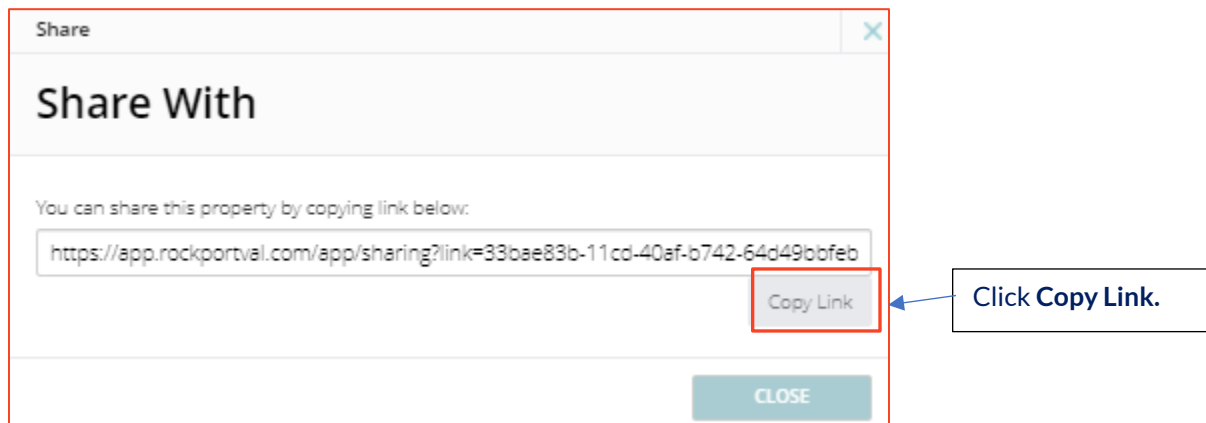 Share
Share With
You can share this property by copying link below:
https://app.rockportval.com/app/sharing?link=33bae83b-11cd-40af-b742-64d49bbfeb
Copy Link
Click Copy Link.
CLOSE